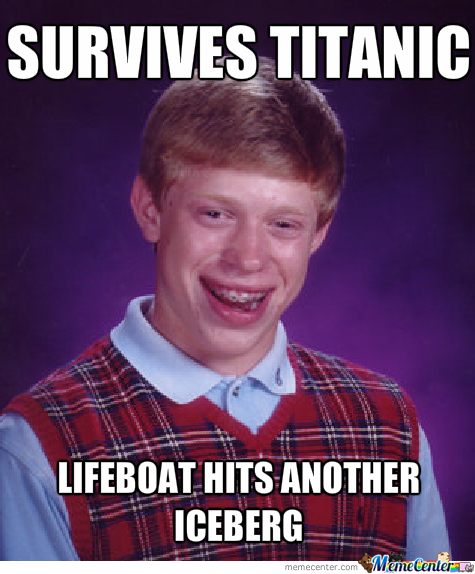 SURVIVES TITANIC
LIFEBOAT HITS ANOTHER
ICEBERG
memecenter.com MemeCenter